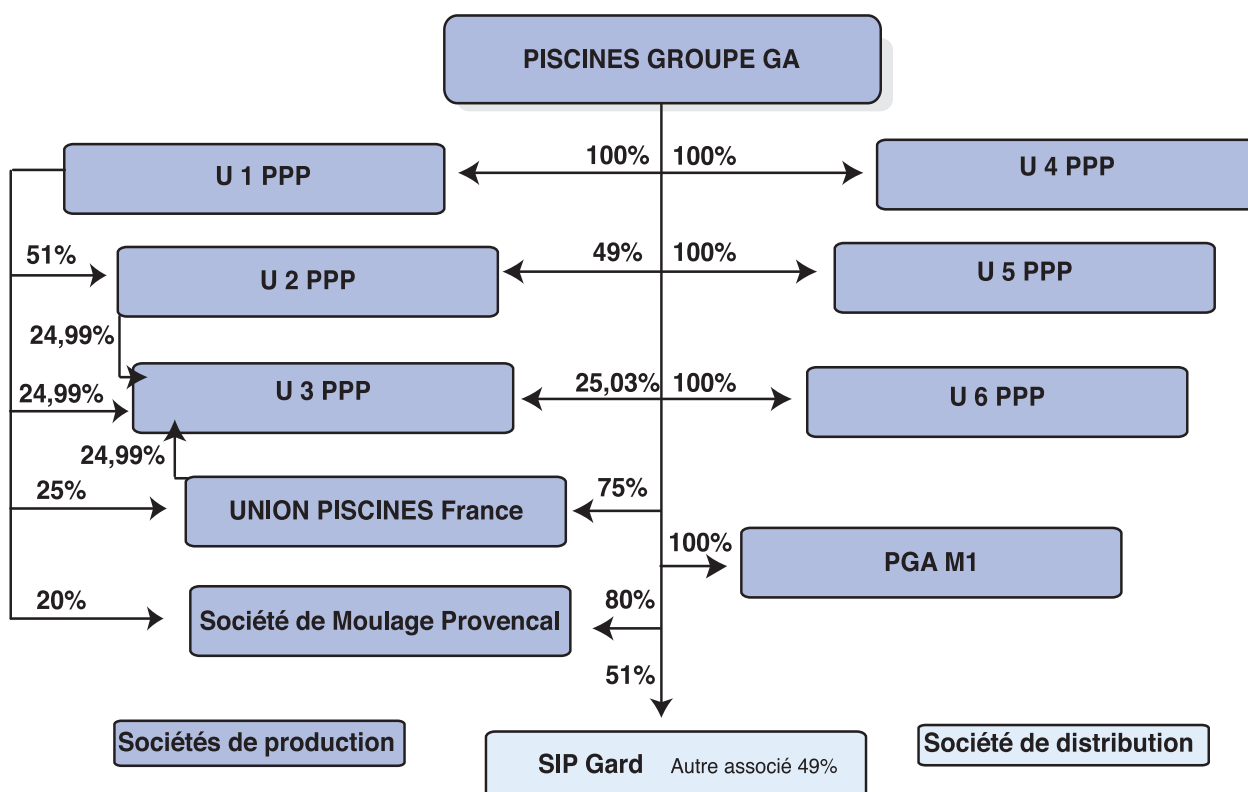 PISCINES GROUPE GA
100% 100%
U 1 PPP
U 4 PPP
51%
49% 100%
U 2 PPP
U 5 PPP
24,99%
24,99%
25,03% 100%
U 3 PPP
U 6 PPP
24,99%
25%
75%
UNION PISCINES France
100%
PGA M1
20%
80%
Société de Moulage Provencal
51%
Sociétés de production
Société de distribution
SIP Gard Autre associé 49%